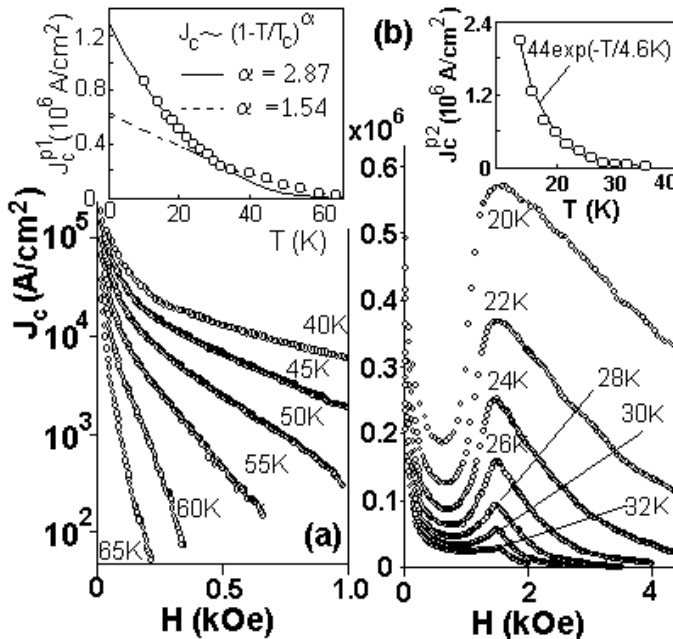 J_c ~ (1-T/T_c)^α
α = 2.87
α = 1.54
J_c^p1 (10^6 A/cm^2)
1.2
0.8
0.4
0
0
20
40
60
T (K)
(b)
44exp(-T/4.6K)
J_c^p2 (10^6 A/cm^2)
2.4
1.2
0
20
30
40
T (K)
x10^6
0.6
0.5
0.4
0.3
0.2
0.1
0
20K
22K
24K
26K
28K
30K
32K
0
2
4
H (kOe)
J_c (A/cm^2)
10^5
10^4
10^3
10^2
40K
45K
50K
55K
60K
65K
(a)
0
0.5
1.0
H (kOe)